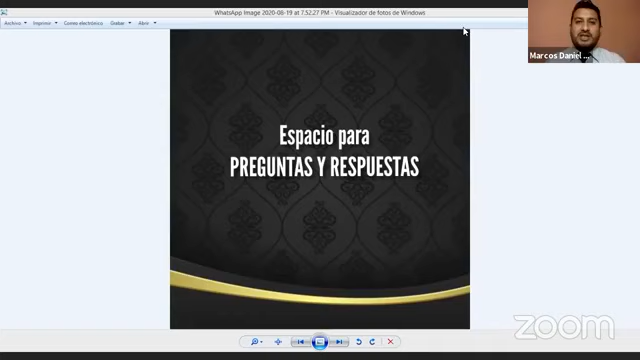 WhatsApp Image 2020-08-19 at 7.52.27 PM - Visualizador de fotos de Windows
Archivo Imprimir Correo electrónico Grabar Abrir
Marcos Daniel ...
Espacio para
PREGUNTAS Y RESPUESTAS
zoom